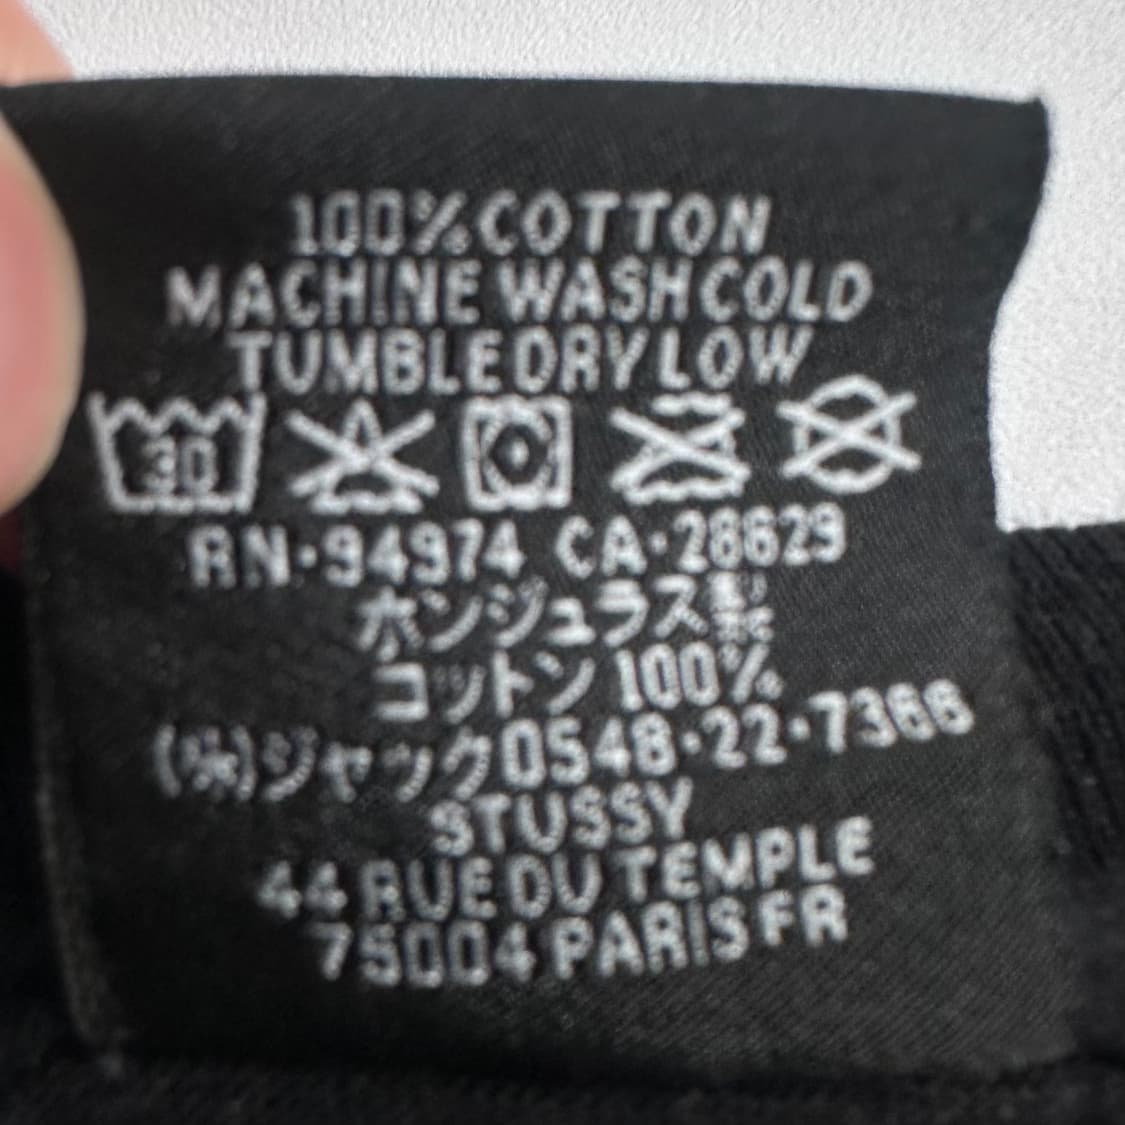 100% COTTON
MACHINE WASH COLD
TUMBLE DRY LOW
30
RN·94974 CA·28629
ホンジュラス製
コットン 100%
(株)ジャック0548·22·7366
STUSSY
44 RUE DU TEMPLE
75004 PARIS FR